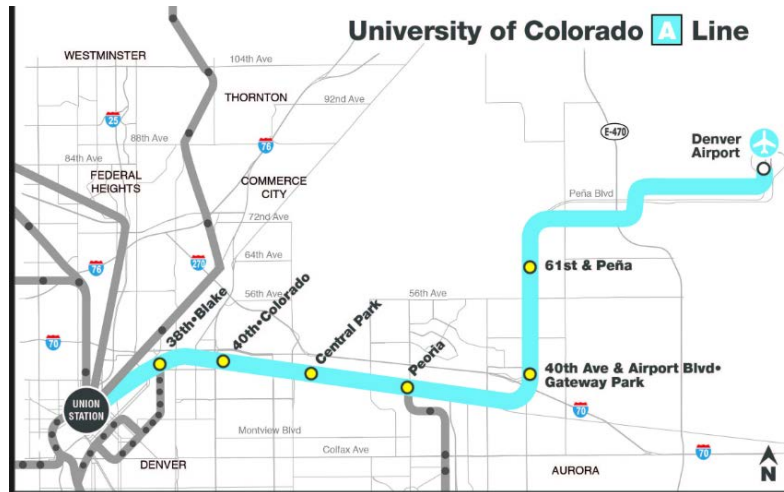 University of Colorado A Line
WESTMINSTER
104th Ave
THORNTON
92nd Ave
25
88th Ave
76
E-470
Denver
Airport
84th Ave
FEDERAL
HEIGHTS
COMMERCE
CITY
Peña Blvd
72nd Ave
64th Ave
76
270
61st & Peña
56th Ave
56th Ave
70
38th•Blake
40th•Colorado
Central Park
Peoria
40th Ave & Airport Blvd•
Gateway Park
UNION
STATION
70
Montview Blvd
Colfax Ave
70
DENVER
AURORA
N